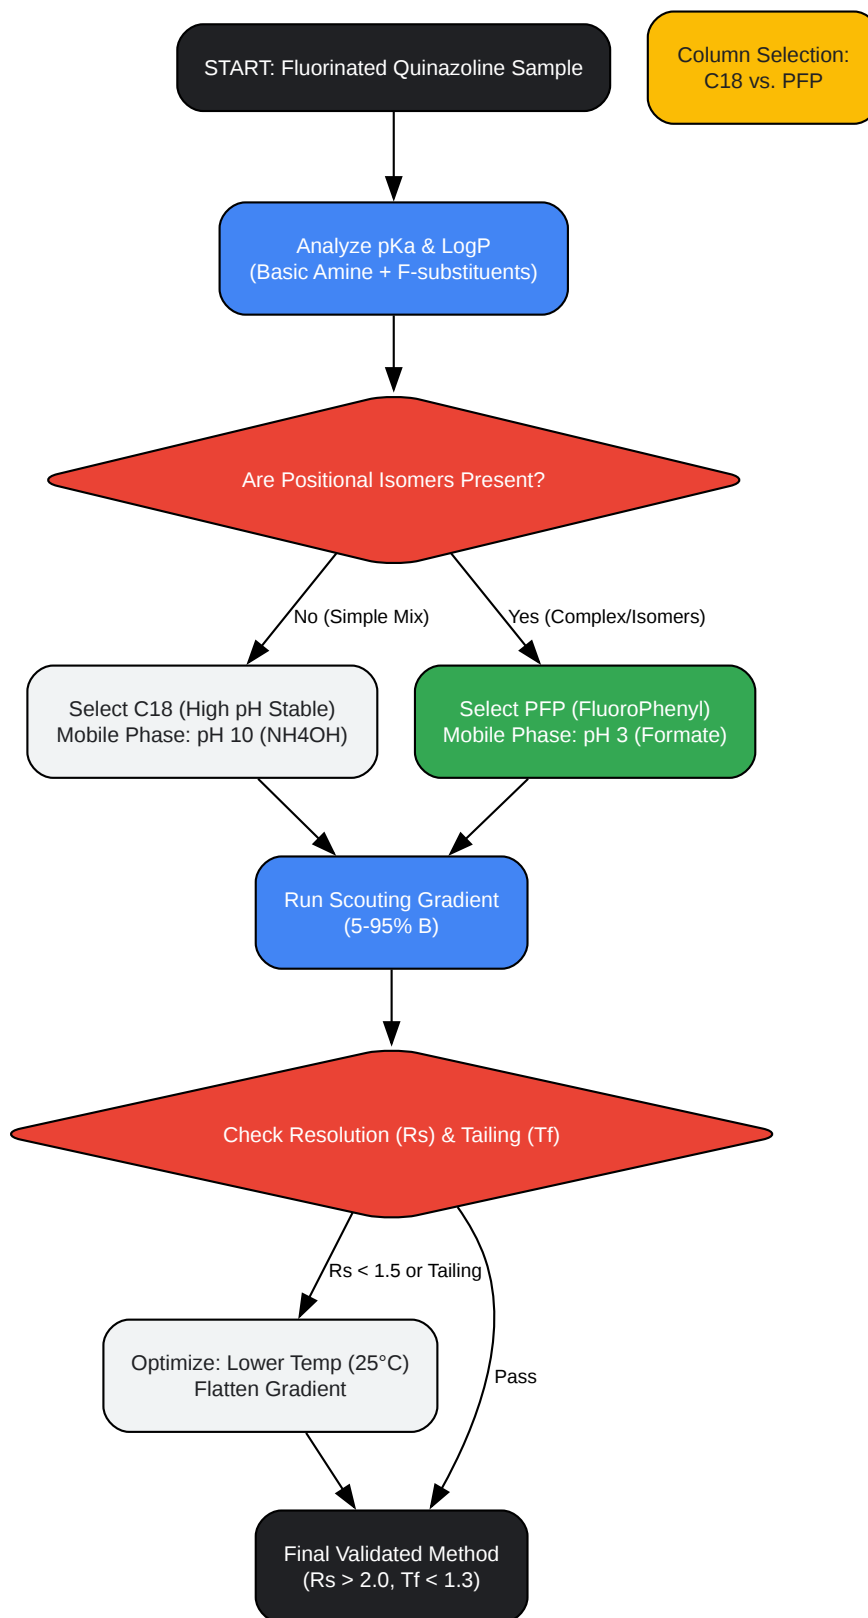 START: Fluorinated Quinazoline Sample
Column Selection:
C18 vs. PFP
Analyze pKa & LogP
(Basic Amine + F-substituents)
Are Positional Isomers Present?
No (Simple Mix)
Yes (Complex/Isomers)
Select C18 (High pH Stable)
Mobile Phase: pH 10 (NH4OH)
Select PFP (FluoroPhenyl)
Mobile Phase: pH 3 (Formate)
Run Scouting Gradient
(5-95% B)
Check Resolution (Rs) & Tailing (Tf)
Rs < 1.5 or Tailing
Optimize: Lower Temp (25°C)
Flatten Gradient
Pass
Final Validated Method
(Rs > 2.0, Tf < 1.3)